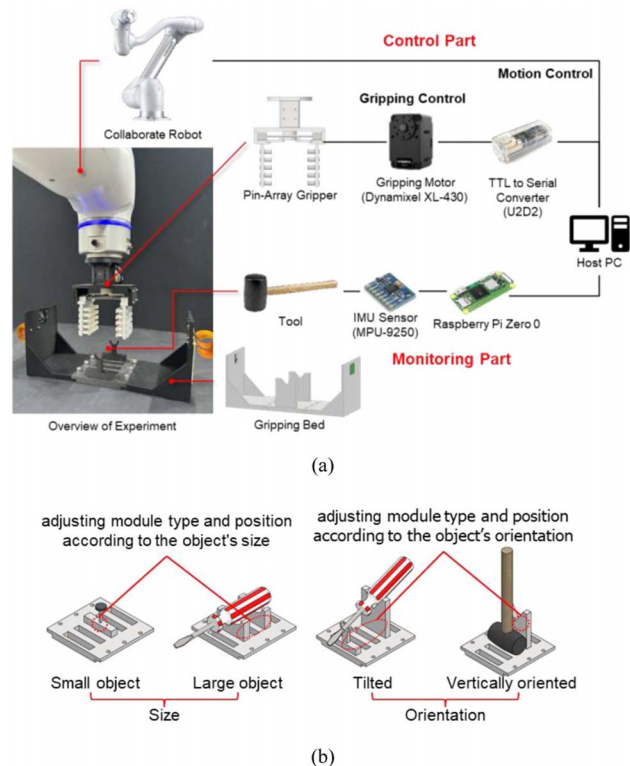 Control Part
Motion Control
Collaborate Robot
Gripping Control
Pin-Array Gripper
Gripping Motor
(Dynamixel XL-430)
TTL to Serial
Converter
(U2D2)
Host PC
Tool
IMU Sensor
(MPU-9250)
Raspberry Pi Zero 0
Monitoring Part
Overview of Experiment
Gripping Bed
(a)
adjusting module type and position
according to the object's size
adjusting module type and position
according to the object's orientation
Small object
Large object
Tilted
Vertically oriented
Size
Orientation
(b)